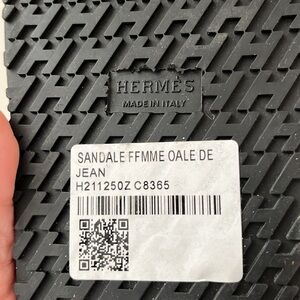 HERMÈS
MADE IN ITALY
SANDALE FFMME OALE DE
JEAN
H211250Z C8365